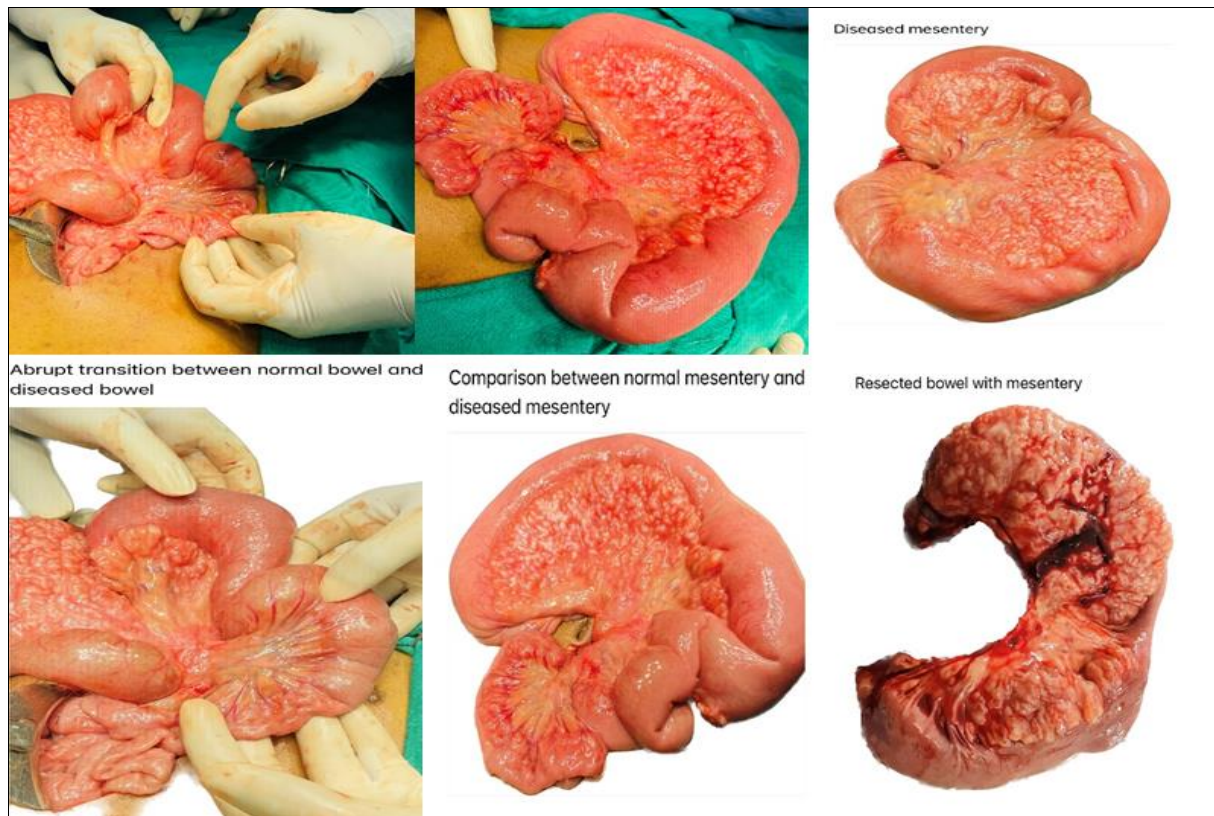 Diseased mesentery
Abrupt transition between normal bowel and
diseased bowel
Comparison between normal mesentery and
diseased mesentery
Resected bowel with mesentery